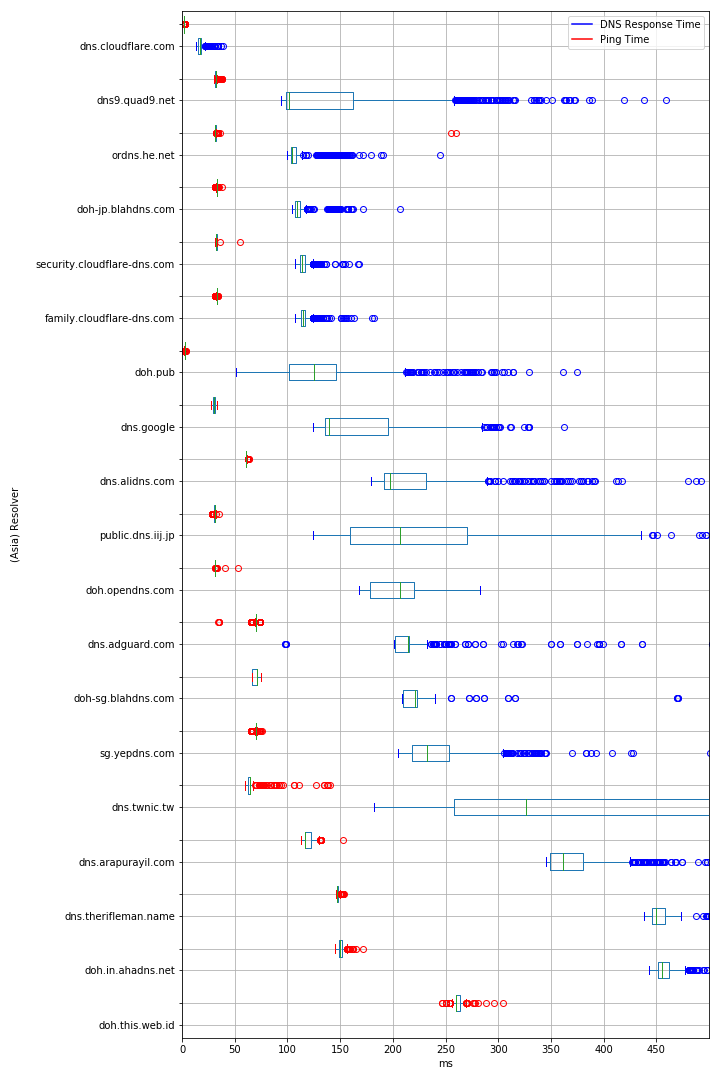 DNS Response Time
Ping Time
dns.cloudflare.com
dns9.quad9.net
ordns.he.net
doh-jp.blahdns.com
security.cloudflare-dns.com
family.cloudflare-dns.com
doh.pub
dns.google
dns.alidns.com
public.dns.iij.jp
doh.opendns.com
dns.adguard.com
doh-sg.blahdns.com
sg.yepdns.com
dns.twnic.tw
dns.arapurayil.com
dns.therifleman.name
doh.in.ahadns.net
doh.this.web.id
(Asia) Resolver
0 50 100 150 200 250 300 350 400 450
ms